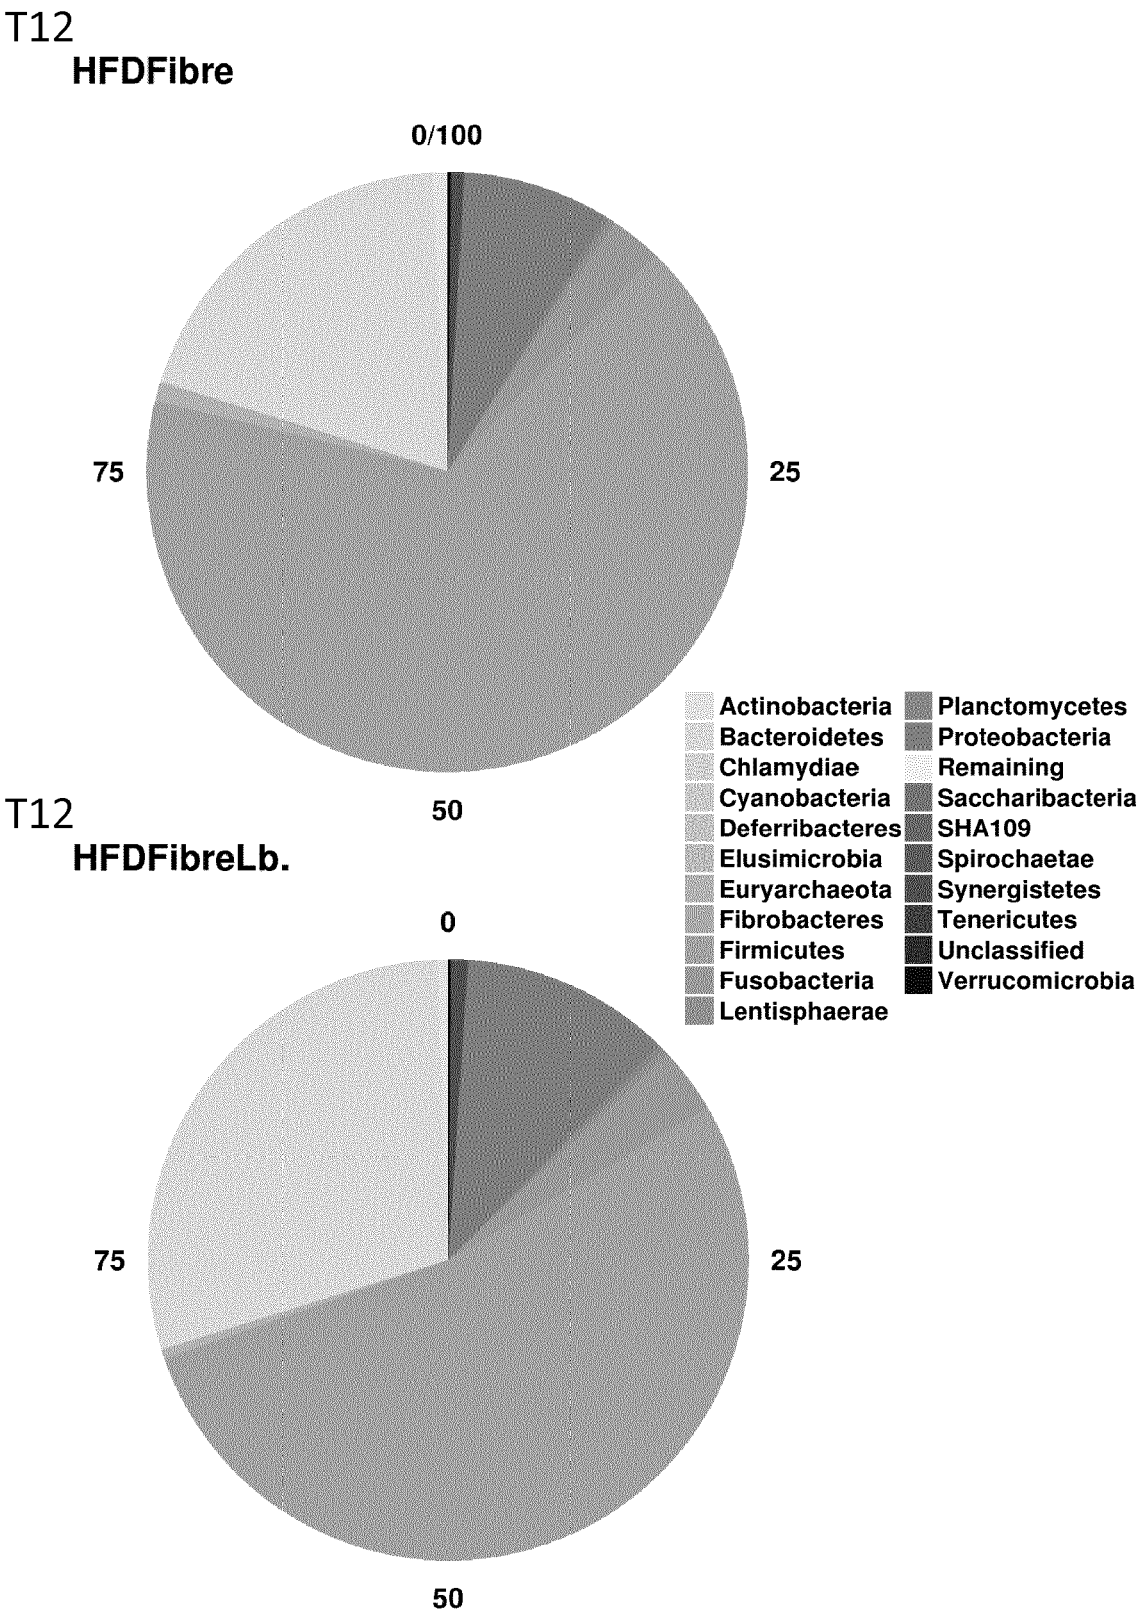 T12
HFDFibre
0/100
75
25
50
Actinobacteria
Bacteroidetes
Chlamydiae
Cyanobacteria
Deferribacteres
Elusimicrobia
Euryarchaeota
Fibrobacteres
Firmicutes
Fusobacteria
Lentisphaerae
Planctomycetes
Proteobacteria
Remaining
Saccharibacteria
SHA109
Spirochaetae
Synergistetes
Tenericutes
Unclassified
Verrucomicrobia
T12
HFDFibreLb.
0
75
25
50